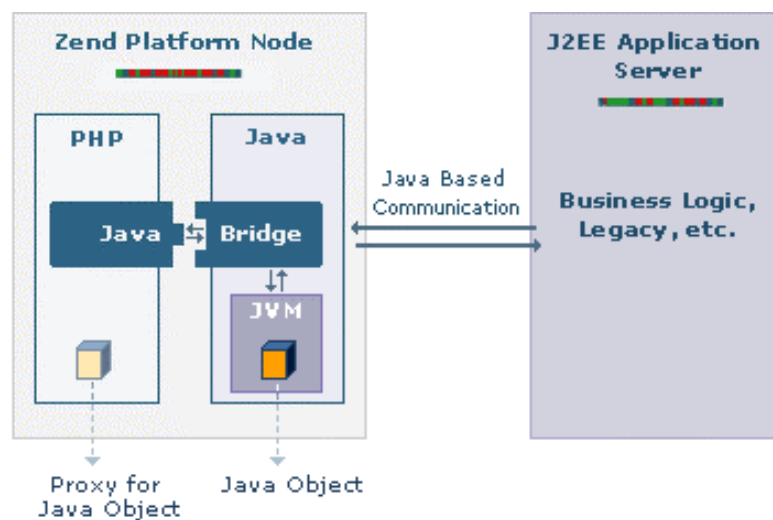 Zend Platform Node
J2EE Application
Server
PHP
Java
Java Based
Communication
Java
Bridge
Business Logic,
Legacy, etc.
JVM
Proxy for
Java Object
Java Object